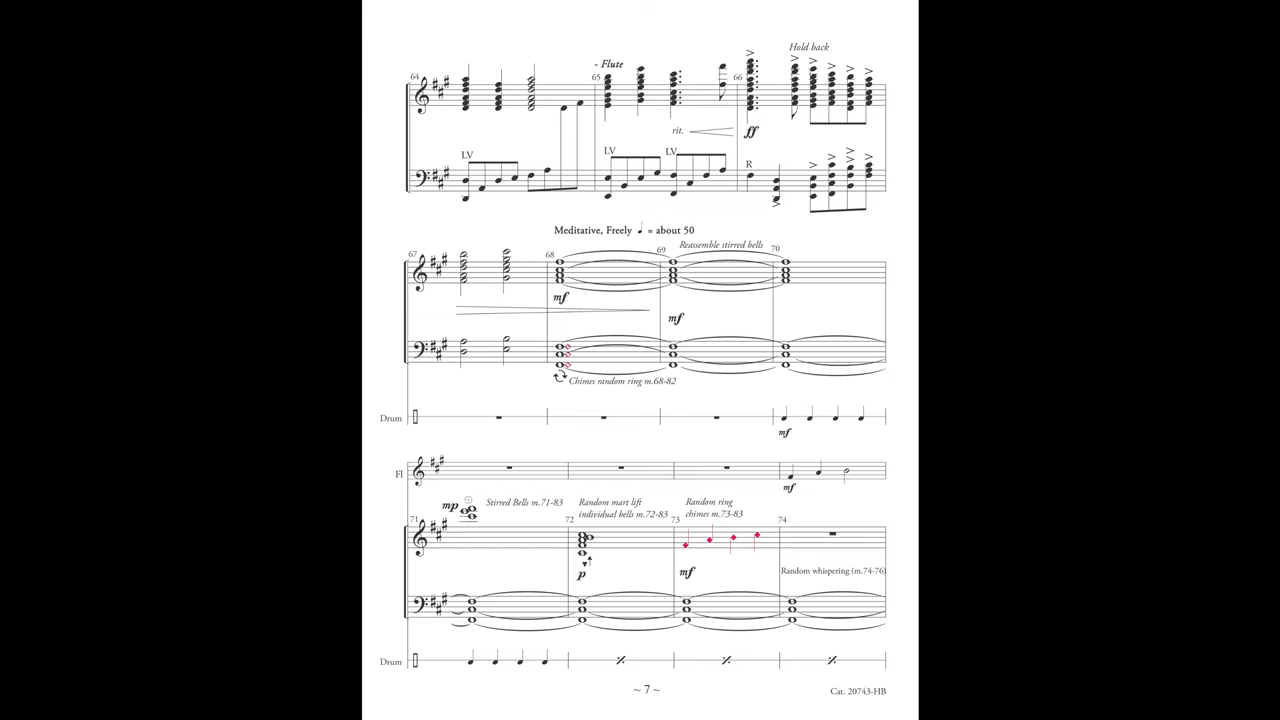 Hold back
64
- Flute
65
66
rit.
ff
LV
LV
LV
R
Meditative, Freely ♩ = about 50
67
68
69
Reassemble stirred bells
70
mf
mf
Chimes random ring m.68-82
Drum
mf
Fl
mf
mp
Stirred Bells m.71-83
Random mart lift
individual bells m.72-83
Random ring
chimes m.73-83
71
72
73
74
p
mf
Random whispering (m.74-76)
Drum
~ 7 ~
Cat. 20743-HB